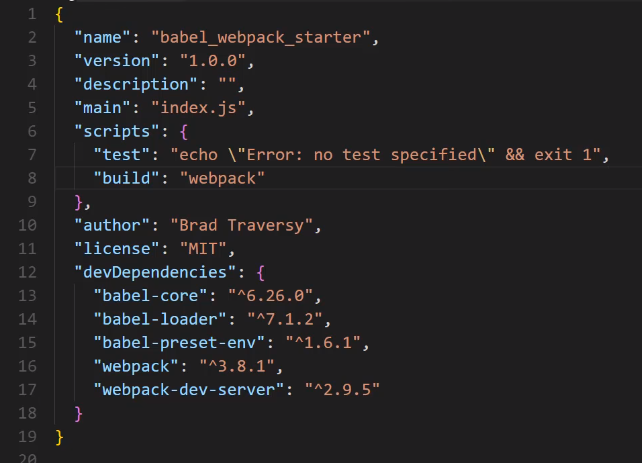 1 {
2   "name": "babel_webpack_starter",
3   "version": "1.0.0",
4   "description": "",
5   "main": "index.js",
6   "scripts": {
7     "test": "echo \"Error: no test specified\" && exit 1",
8     "build": "webpack"
9   },
10   "author": "Brad Traversy",
11   "license": "MIT",
12   "devDependencies": {
13     "babel-core": "^6.26.0",
14     "babel-loader": "^7.1.2",
15     "babel-preset-env": "^1.6.1",
16     "webpack": "^3.8.1",
17     "webpack-dev-server": "^2.9.5"
18   }
19 }
20